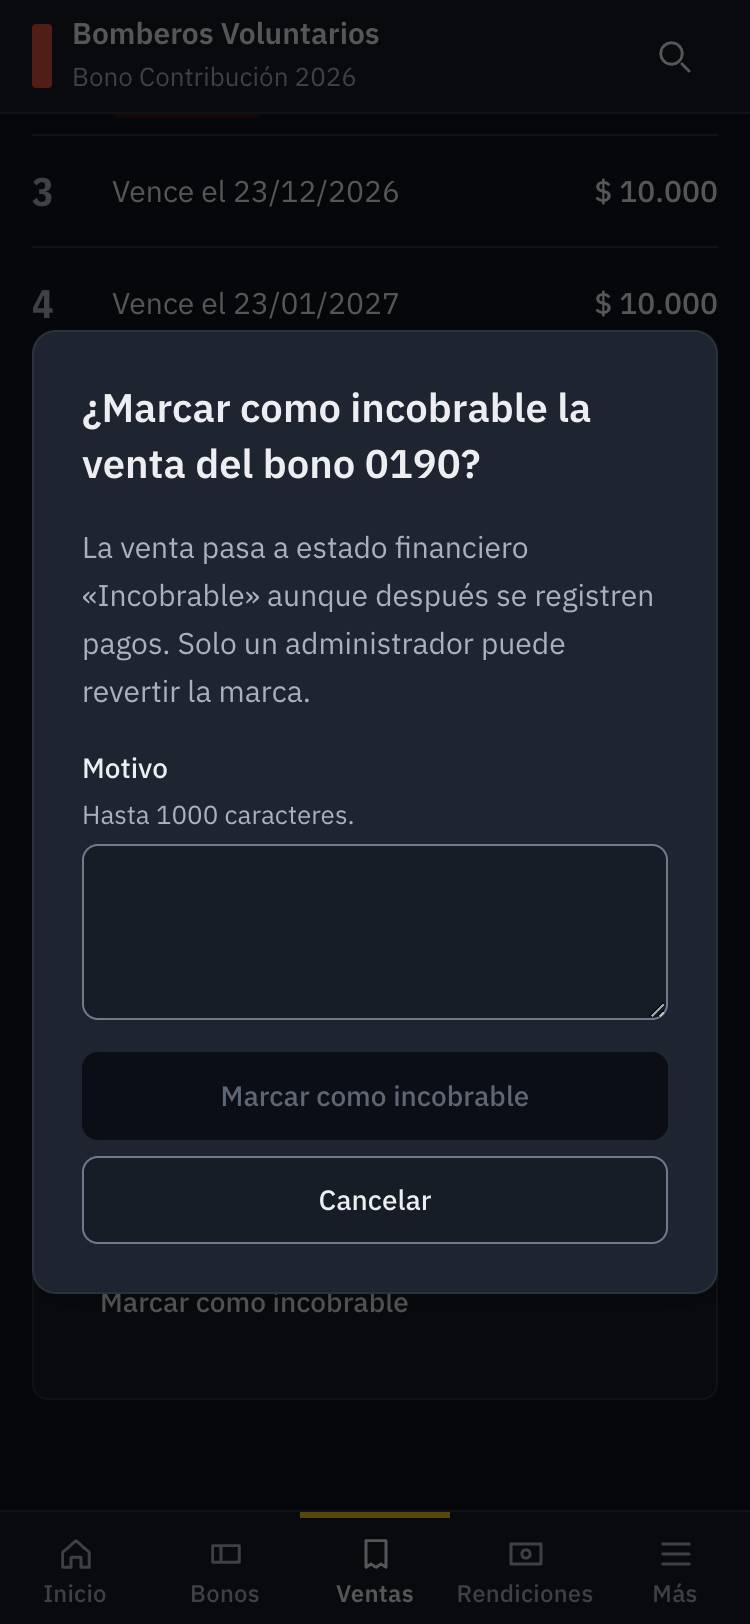 Bomberos Voluntarios
Bono Contribución 2026
3 Vence el 23/12/2026 $ 10.000
4 Vence el 23/01/2027 $ 10.000
¿Marcar como incobrable la
venta del bono 0190?
La venta pasa a estado financiero
«Incobrable» aunque después se registren
pagos. Solo un administrador puede
revertir la marca.
Motivo
Hasta 1000 caracteres.
Marcar como incobrable
Cancelar
Marcar como incobrable
Inicio Bonos Ventas Rendiciones Más